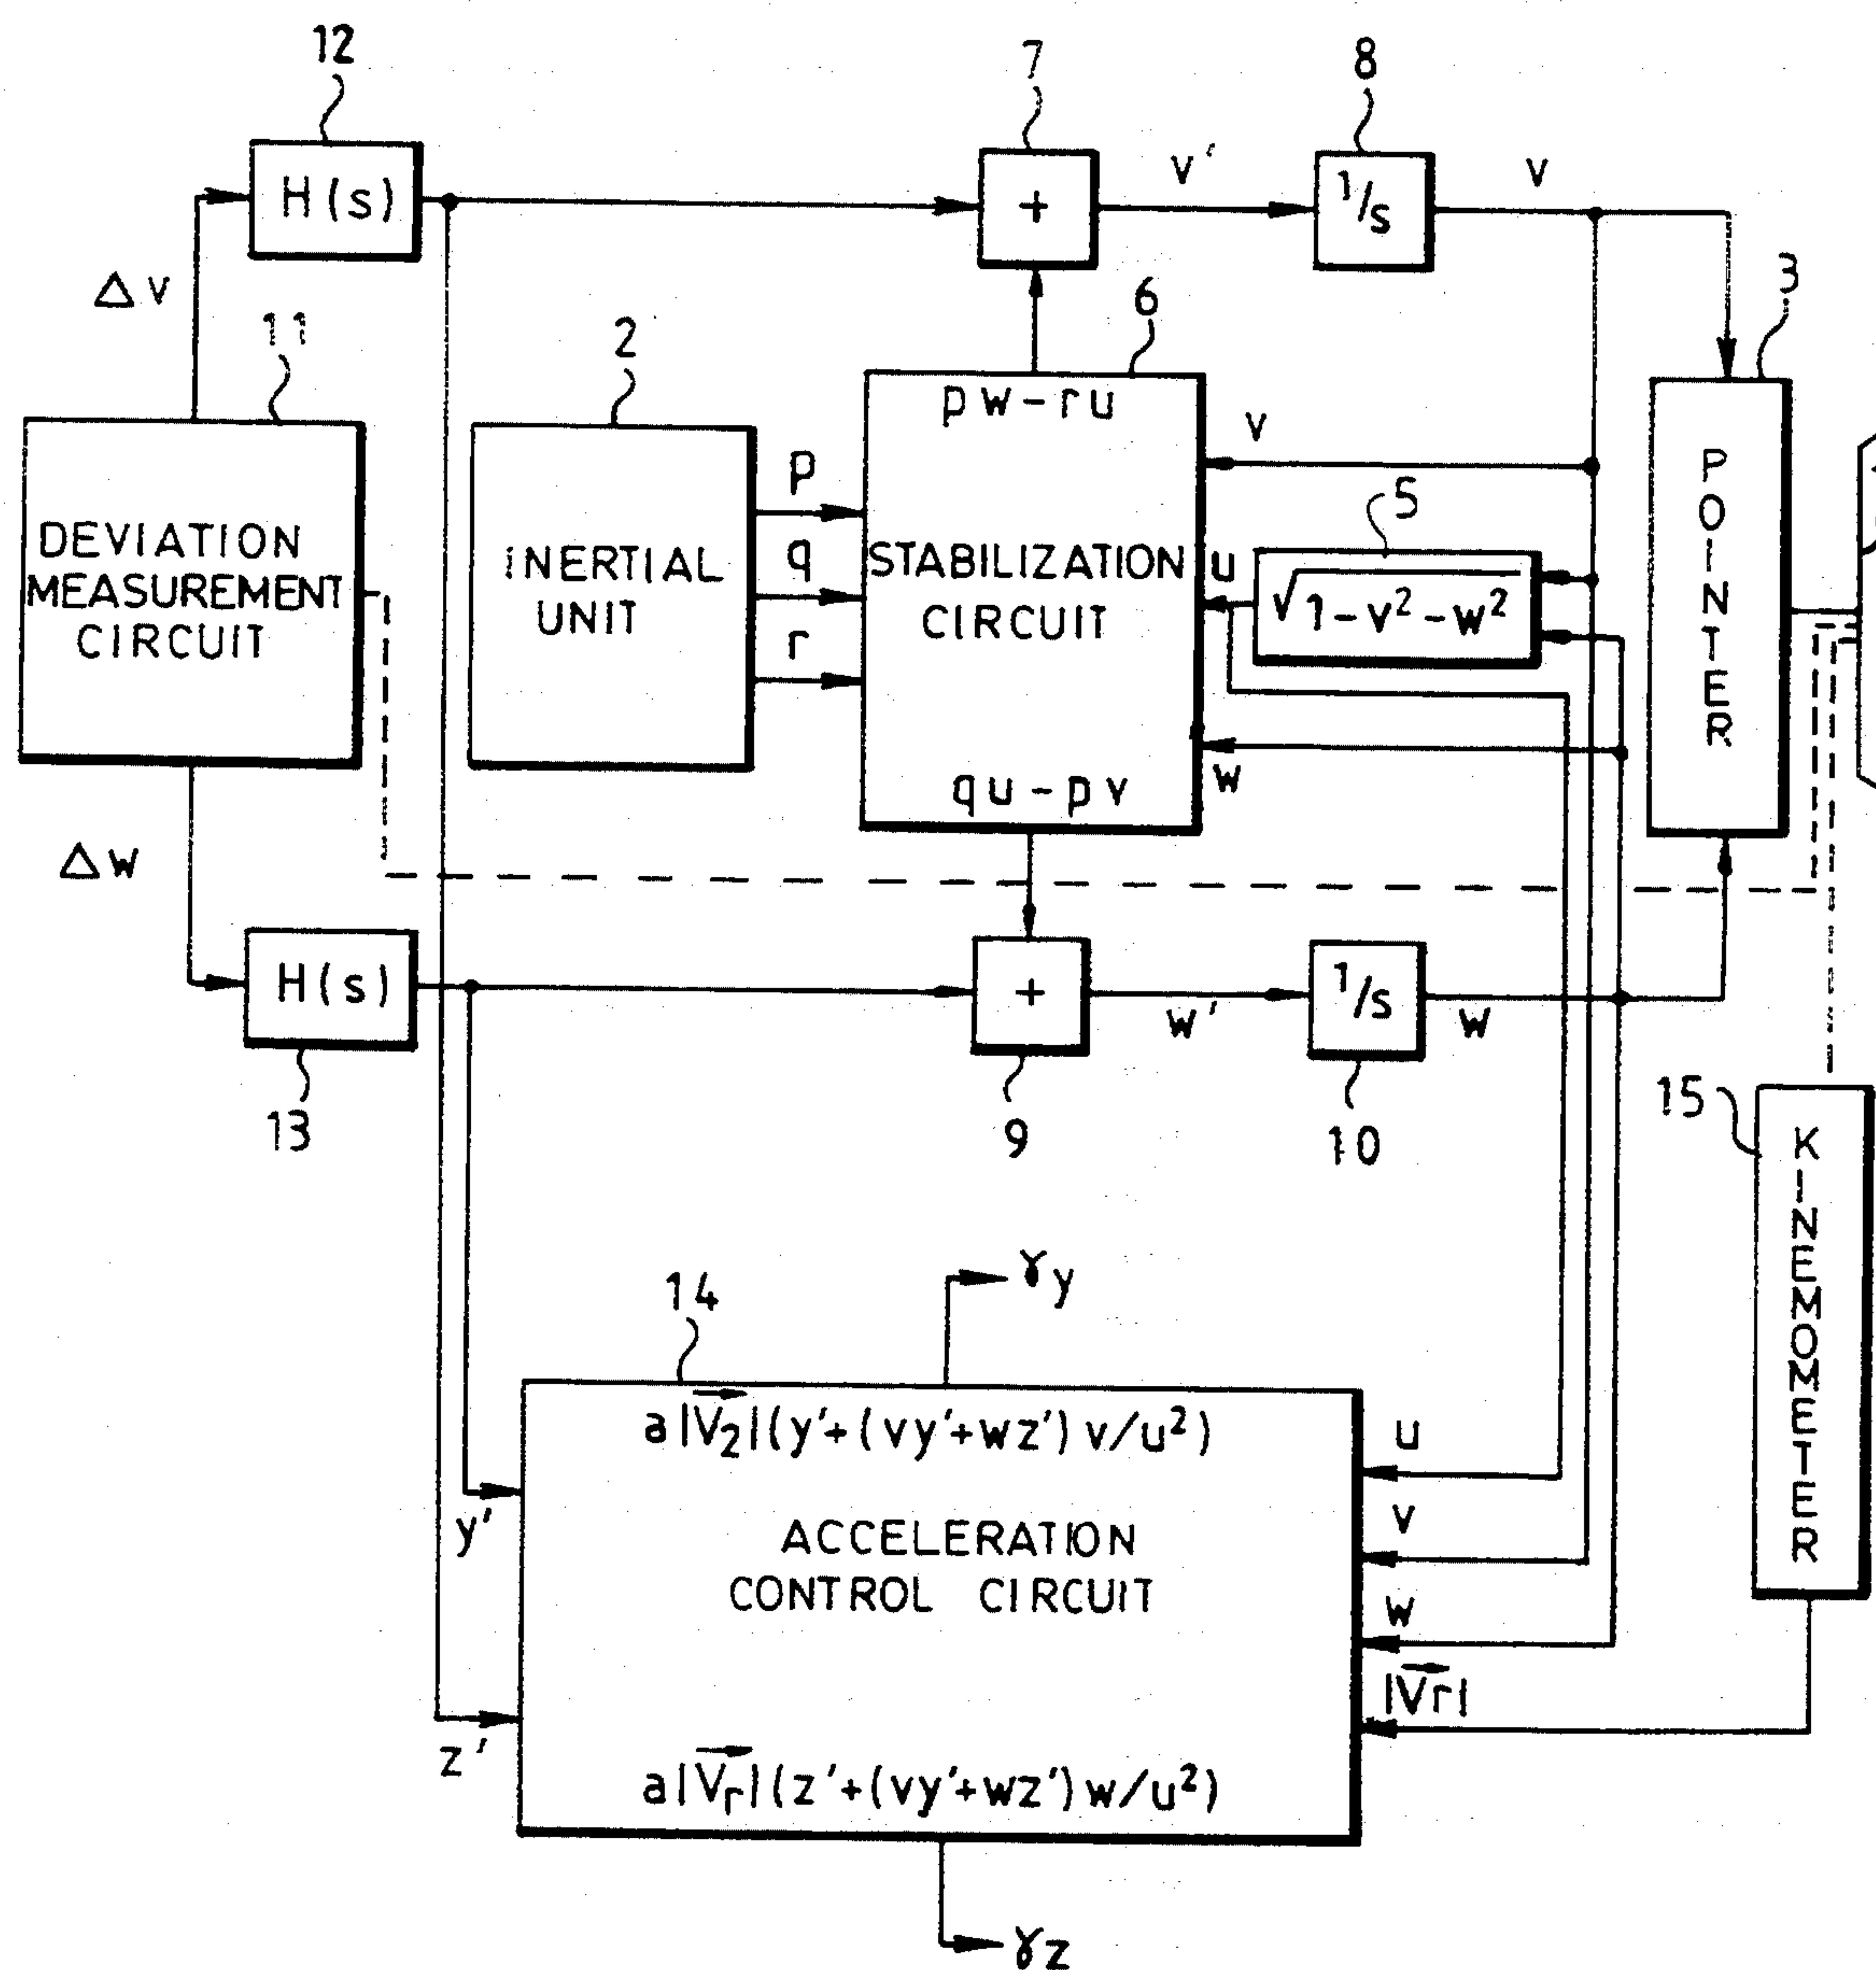 12
7
8
H(s)
+
v'
1/s
v
Δv
11
2
6
3
pw-ru
v
p
5
DEVIATION
MEASUREMENT
CIRCUIT
INERTIAL
UNIT
q
STABILIZATION
CIRCUIT
u
√1-v²-w²
POINTER
r
w
qu-pv
Δw
H(s)
+
w'
1/s
w
13
9
10
15
KINEMOMETER
14
γy
a|V₂|(y'+(vy'+wz')v/u²)
u
y'
ACCELERATION
CONTROL CIRCUIT
v
w
|Vr|
z'
a|Vr|(z'+(vy'+wz')w/u²)
γz